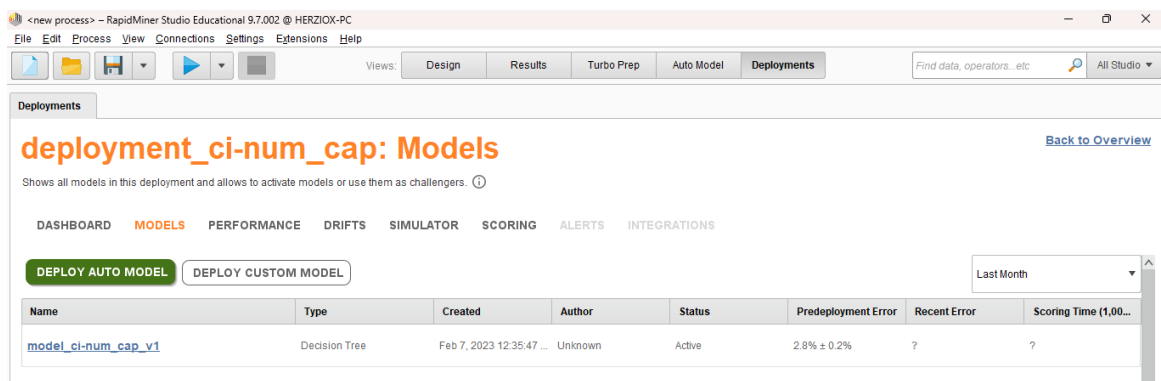 <new process> – RapidMiner Studio Educational 9.7.002 @ HERZIOX-PC
File Edit Process View Connections Settings Extensions Help
Views: Design Results Turbo Prep Auto Model Deployments Find data, operators...etc All Studio
Deployments
deployment_ci-num_cap: Models
Back to Overview
Shows all models in this deployment and allows to activate models or use them as challengers.
DASHBOARD MODELS PERFORMANCE DRIFTS SIMULATOR SCORING ALERTS INTEGRATIONS
DEPLOY AUTO MODEL DEPLOY CUSTOM MODEL Last Month
Name Type Created Author Status Predeployment Error Recent Error Scoring Time (1,00...
model_ci-num_cap_v1 Decision Tree Feb 7, 2023 12:35:47 ... Unknown Active 2.8% ± 0.2% ? ?